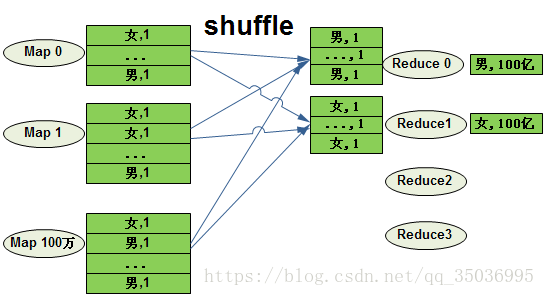 shuffle
Map 0
女,1
...
男,1
Map 1
女,1
女,1
...
男,1
Map 100万
女,1
男,1
...
男,1
男,1
...,1
男,1
Reduce 0
男,100亿
女,1
...,1
女,1
Reduce1
女,100亿
Reduce2
Reduce3
https://blog.csdn.net/qq_35036995